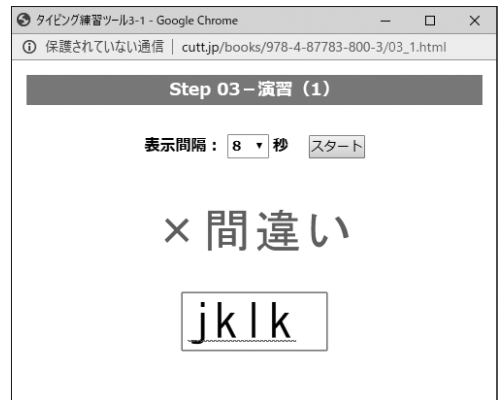 タイピング練習ツール3-1 - Google Chrome
保護されていない通信 | cutt.jp/books/978-4-87783-800-3/03_1.html
Step 03－演習（1）
表示間隔： 8 秒 スタート
×間違い
jklk